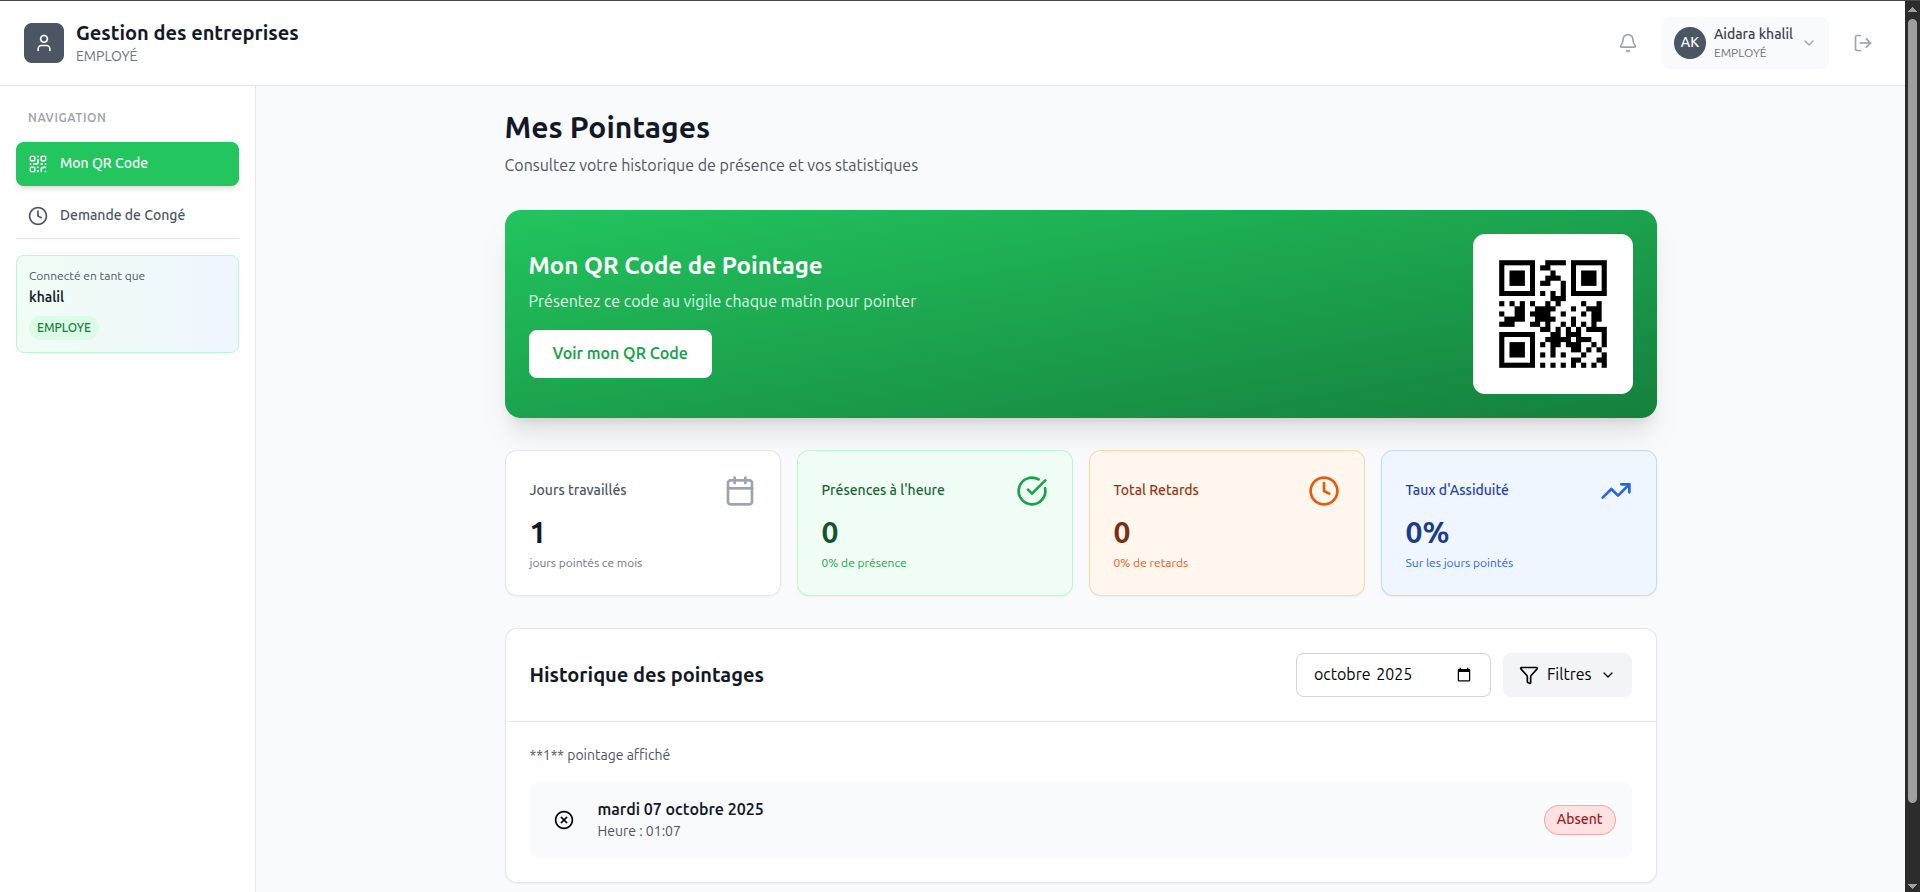 Gestion des entreprises
EMPLOYÉ
AK
Aidara khalil
EMPLOYÉ
NAVIGATION
Mon QR Code
Demande de Congé
Connecté en tant que
khalil
EMPLOYE
Mes Pointages
Consultez votre historique de présence et vos statistiques
Mon QR Code de Pointage
Présentez ce code au vigile chaque matin pour pointer
Voir mon QR Code
Jours travaillés
1
jours pointés ce mois
Présences à l'heure
0
0% de présence
Total Retards
0
0% de retards
Taux d'Assiduité
0%
Sur les jours pointés
Historique des pointages
octobre 2025
Filtres
**1** pointage affiché
mardi 07 octobre 2025
Heure : 01:07
Absent